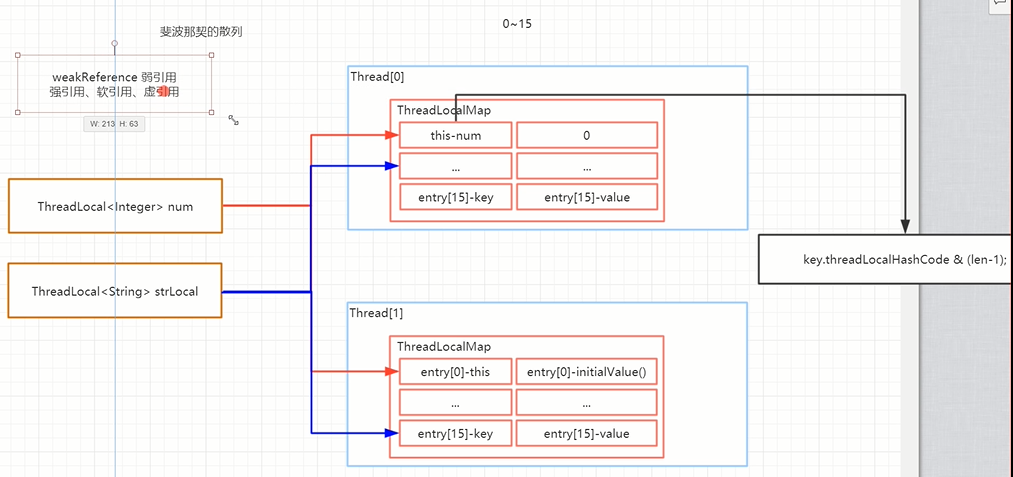 0~15
斐波那契的散列
weakReference 弱引用
强引用、软引用、虚引用
W: 213 H: 63
ThreadLocal<Integer> num
ThreadLocal<String> strLocal
Thread[0]
ThreadLocalMap
this-num 0
... ...
entry[15]-key entry[15]-value
key.threadLocalHashCode & (len-1);
Thread[1]
ThreadLocalMap
entry[0]-this entry[0]-initialValue()
... ...
entry[15]-key entry[15]-value